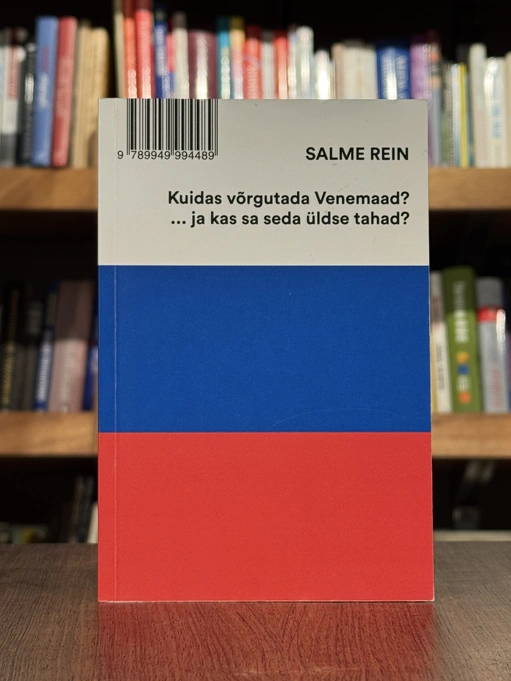 9 789949 994489
SALME REIN
Kuidas võrgutada Venemaad?
... ja kas sa seda üldse tahad?